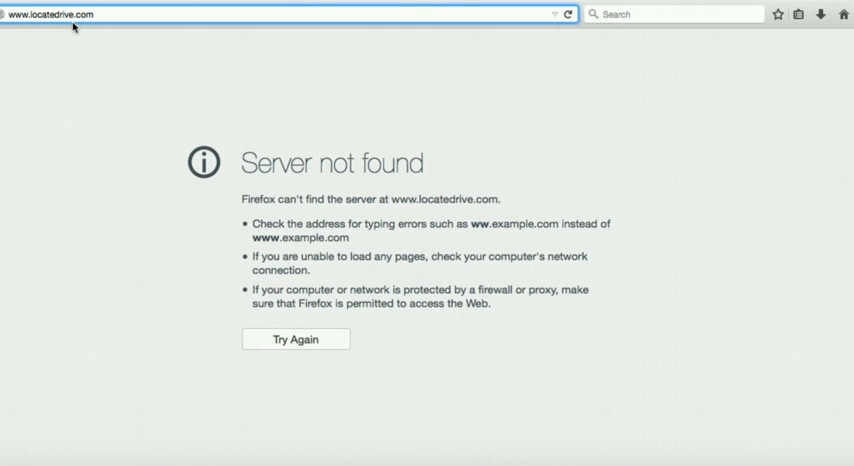 www.locatedrive.com
Search
Server not found
Firefox can't find the server at www.locatedrive.com.
• Check the address for typing errors such as ww.example.com instead of
www.example.com
• If you are unable to load any pages, check your computer's network
connection.
• If your computer or network is protected by a firewall or proxy, make
sure that Firefox is permitted to access the Web.
Try Again